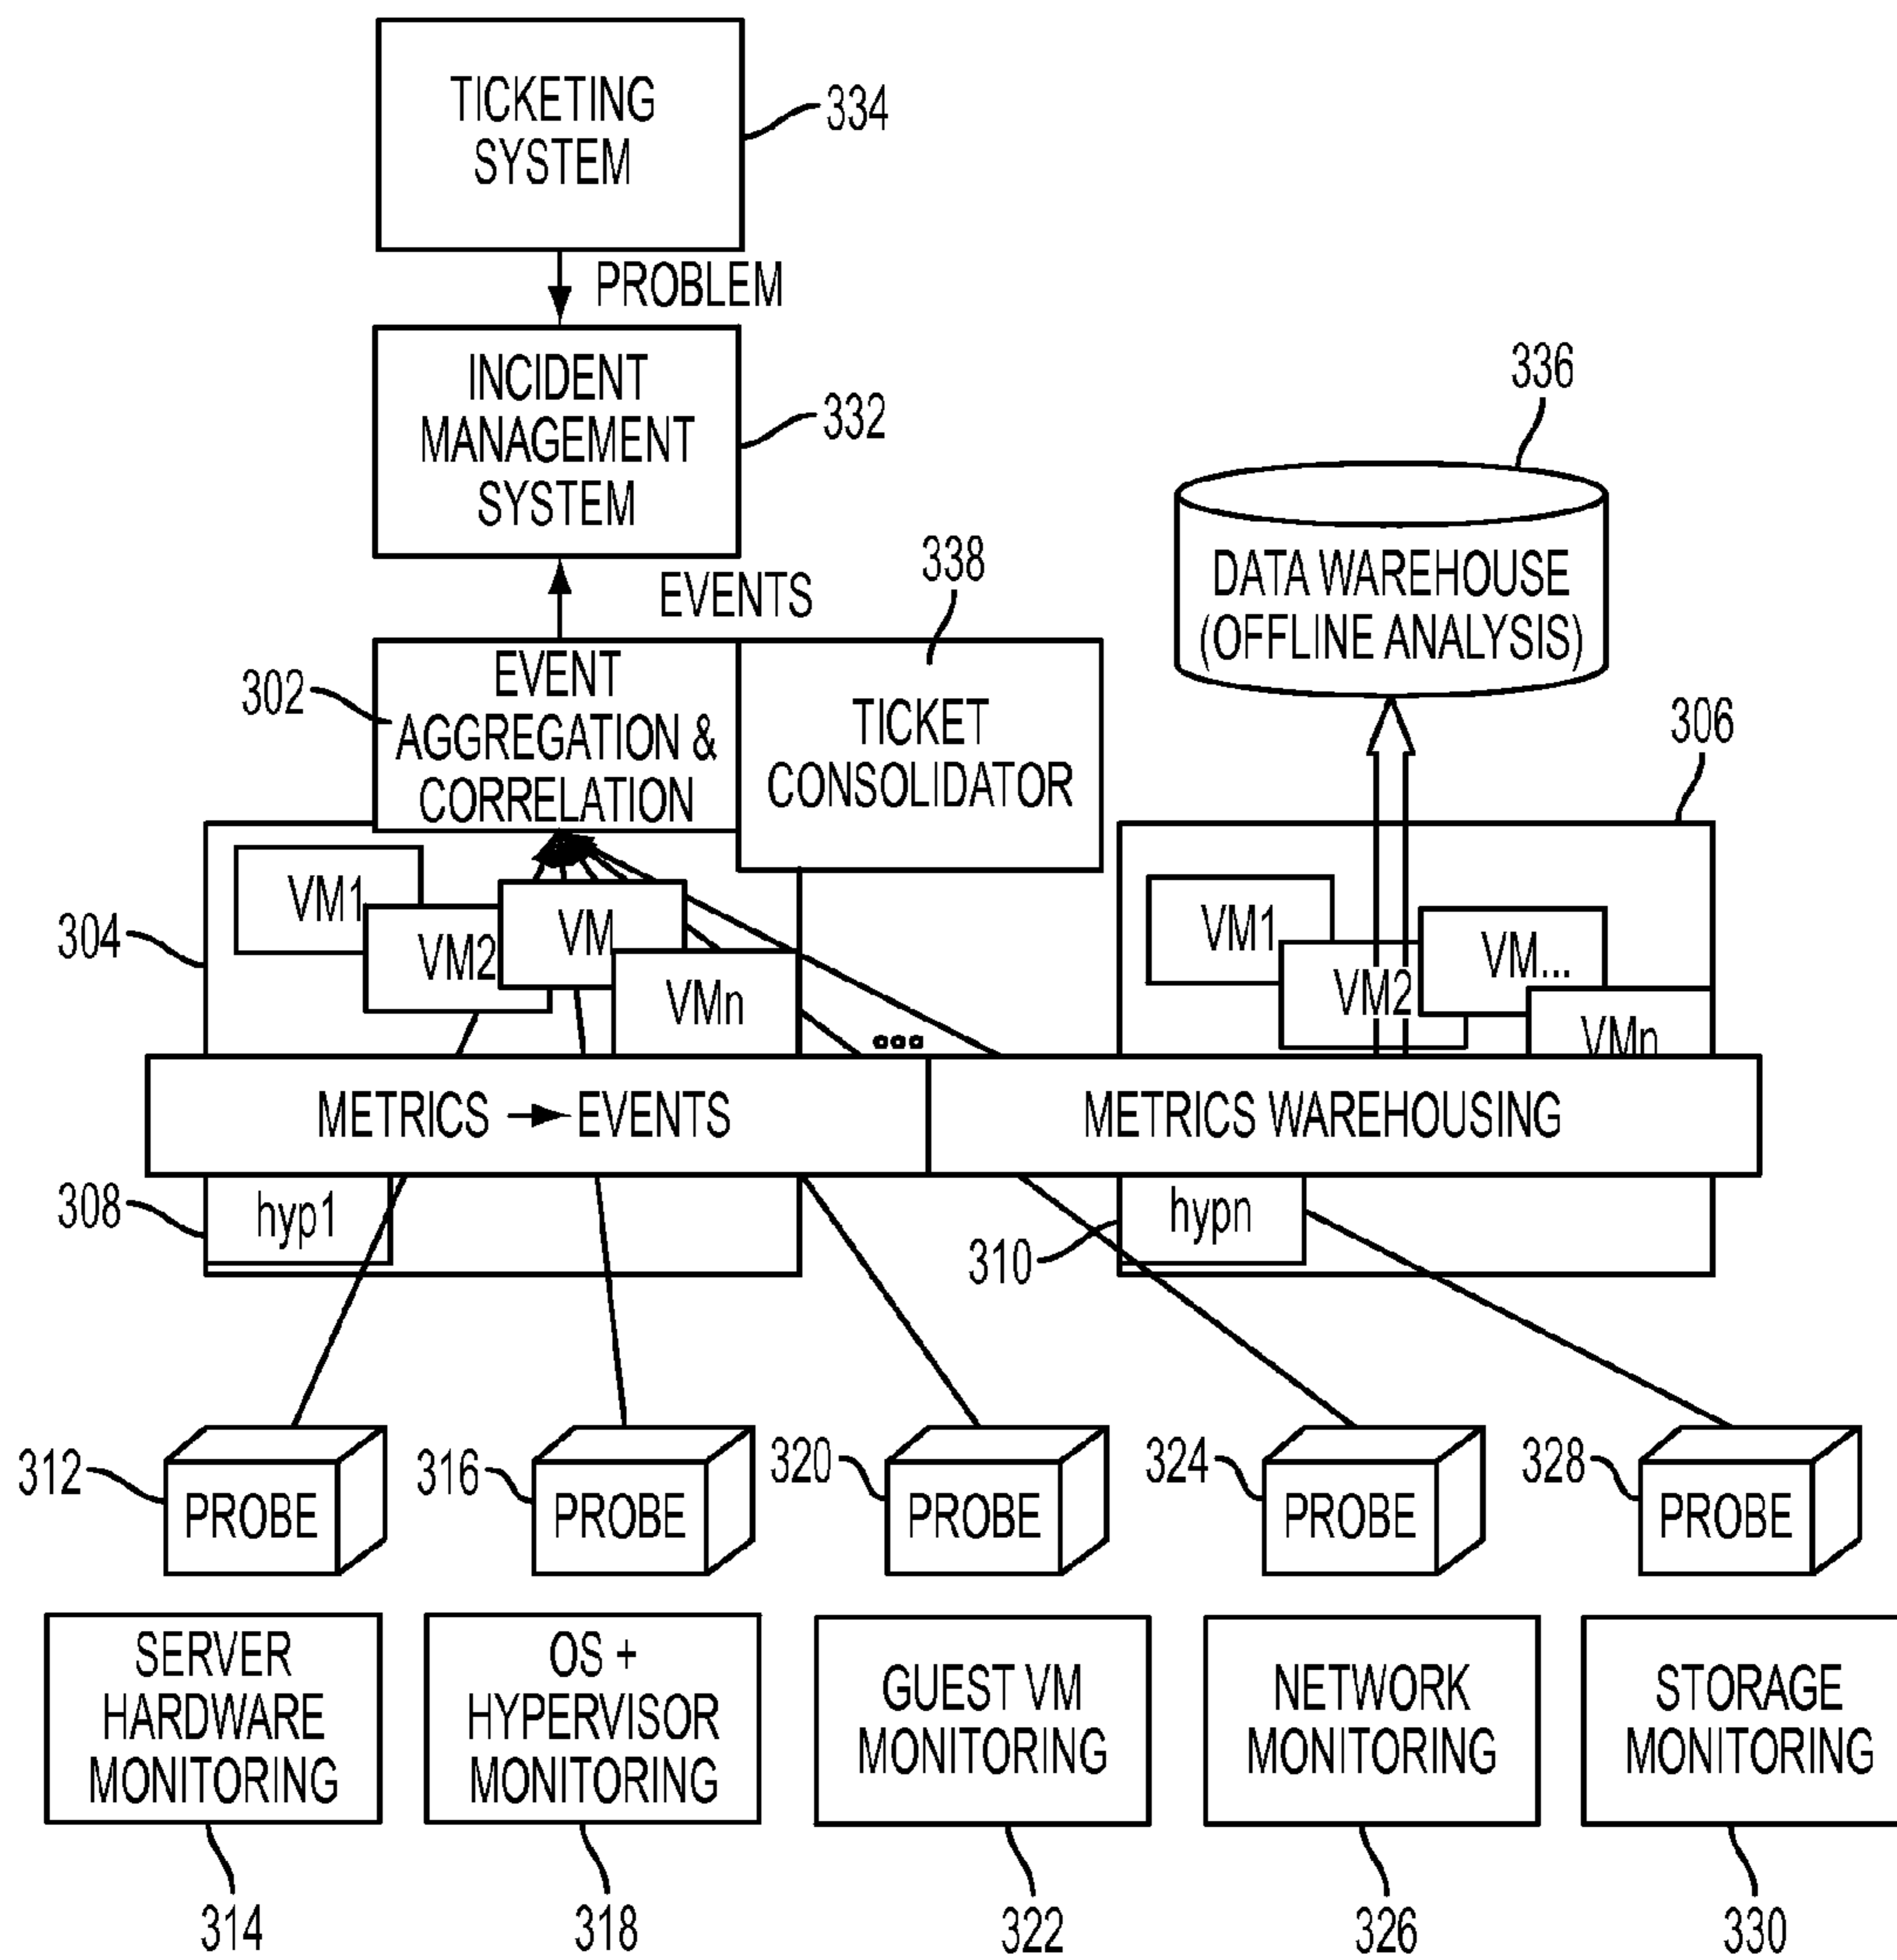 TICKETING
SYSTEM
334
PROBLEM
INCIDENT
MANAGEMENT
SYSTEM
332
336
DATA WAREHOUSE
(OFFLINE ANALYSIS)
EVENTS
338
302
EVENT
AGGREGATION &
CORRELATION
TICKET
CONSOLIDATOR
306
304
VM1
VM2
VM
VMn
ooo
VM1
VM2
VM...
VMn
METRICS → EVENTS
METRICS WAREHOUSING
308
hyp1
310
hypn
312
PROBE
316
PROBE
320
PROBE
324
PROBE
328
PROBE
SERVER
HARDWARE
MONITORING
OS +
HYPERVISOR
MONITORING
GUEST VM
MONITORING
NETWORK
MONITORING
STORAGE
MONITORING
314
318
322
326
330